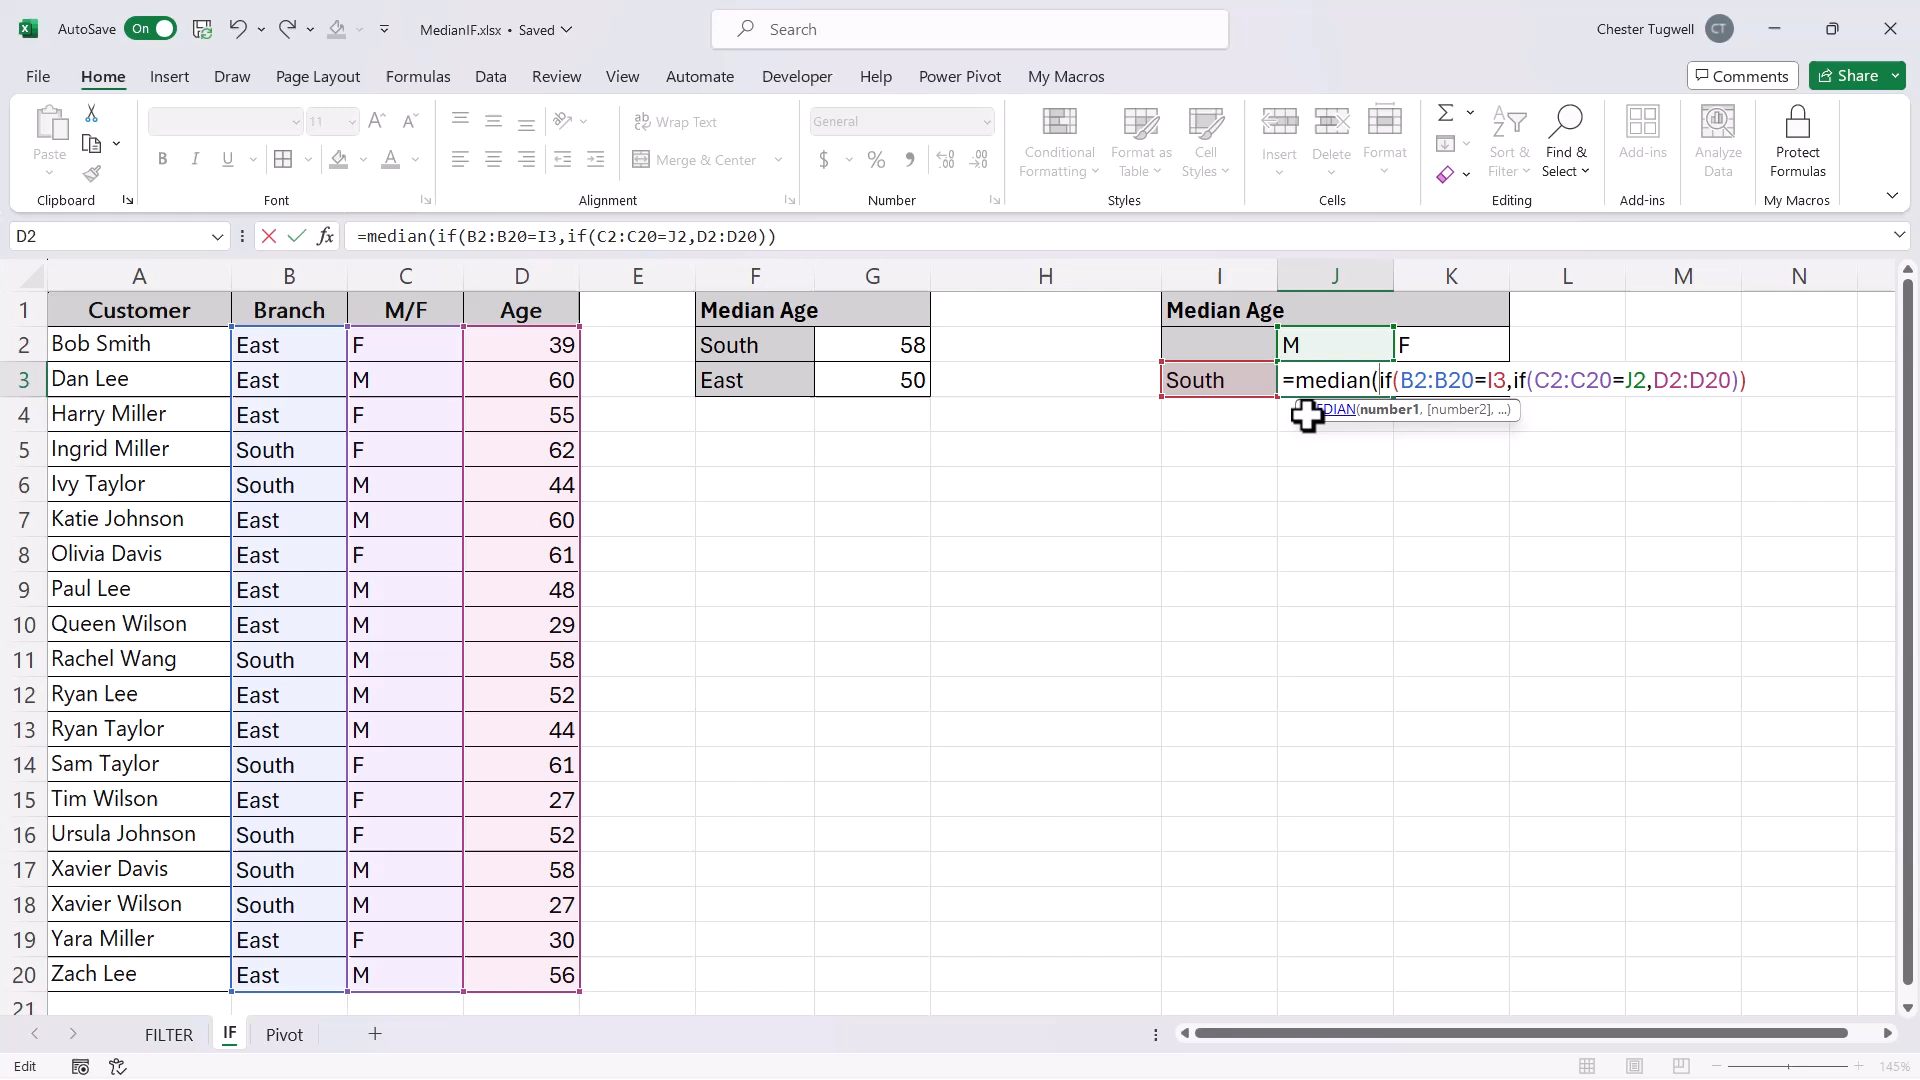 AutoSave On MedianIF.xlsx • Saved Search Chester Tugwell CT
File Home Insert Draw Page Layout Formulas Data Review View Automate Developer Help Power Pivot My Macros Comments Share
Paste 11 Wrap Text General Conditional Formatting Format as Table Cell Styles Insert Delete Format Sort & Filter Find & Select Add-ins Analyze Data Protect Formulas
B I U Merge & Center $ %
Clipboard Font Alignment Number Styles Cells Editing Add-ins My Macros
D2 fx =median(if(B2:B20=I3,if(C2:C20=J2,D2:D20))
A B C D E F G H I J K L M N
1 Customer Branch M/F Age Median Age Median Age
2 Bob Smith East F 39 South 58 M F
3 Dan Lee East M 60 East 50 South =median(if(B2:B20=I3,if(C2:C20=J2,D2:D20))
(number1, [number2], ...)
4 Harry Miller East F 55
5 Ingrid Miller South F 62
6 Ivy Taylor South M 44
7 Katie Johnson East M 60
8 Olivia Davis East F 61
9 Paul Lee East M 48
10 Queen Wilson East M 29
11 Rachel Wang South M 58
12 Ryan Lee East M 52
13 Ryan Taylor East M 44
14 Sam Taylor South F 61
15 Tim Wilson East F 27
16 Ursula Johnson South F 52
17 Xavier Davis South M 58
18 Xavier Wilson South M 27
19 Yara Miller East F 30
20 Zach Lee East M 56
21
FILTER IF Pivot
Edit 145%